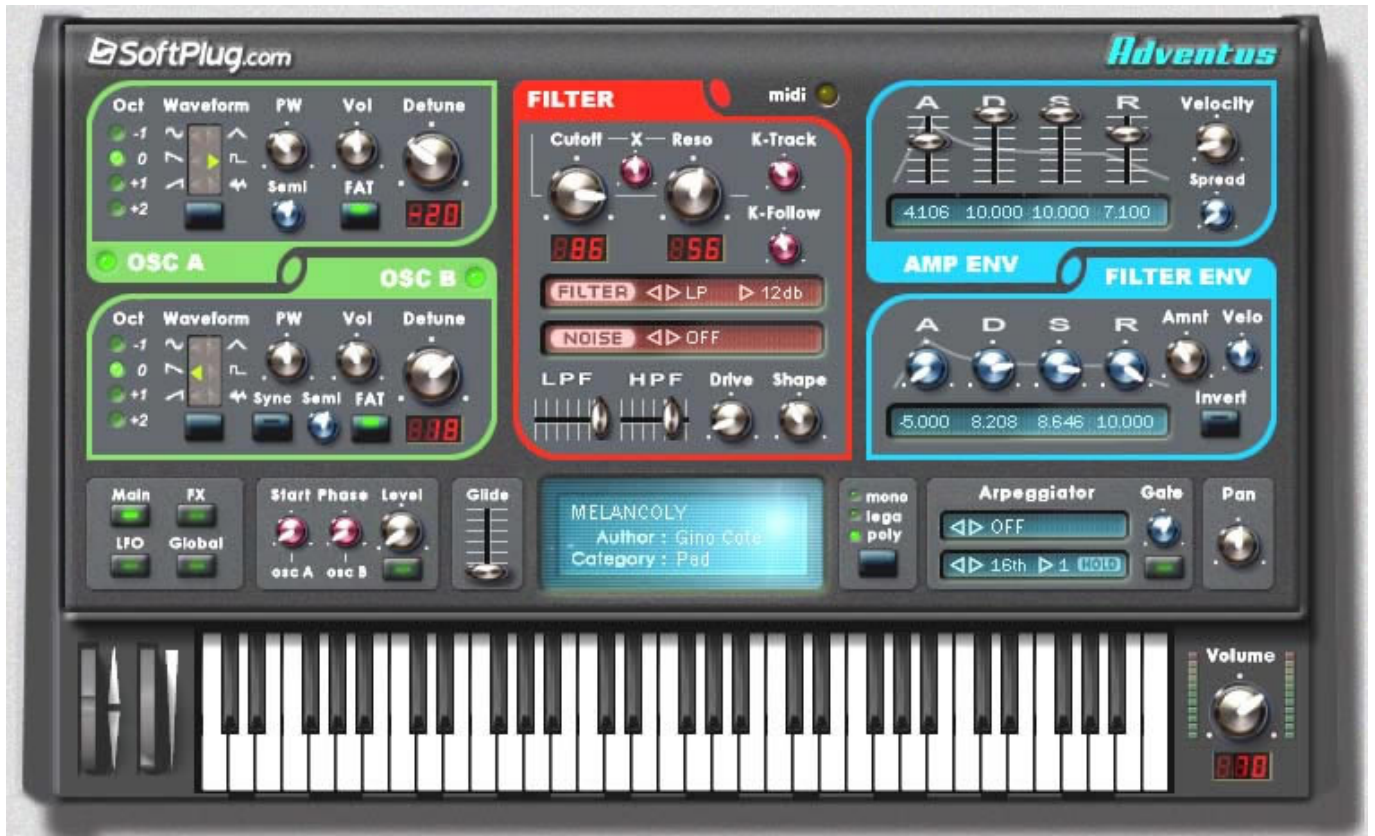 SoftPlug.com
Adventus
Oct Waveform PW Vol Detune
-1
0
+1
+2
Semi FAT
-20
OSC A
OSC B
Oct Waveform PW Vol Detune
-1
0
+1
+2
Sync Semi FAT
18
FILTER
midi
Cutoff X Reso K-Track
K-Follow
86 56
FILTER LP 12db
NOISE OFF
LPF HPF Drive Shape
A D S R Velocity
Spread
4.106 10.000 10.000 7.100
AMP ENV
FILTER ENV
A D S R Amnt Velo
Invert
-5.000 8.208 8.646 10.000
Main FX
LFO Global
Start Phase Level
osc A osc B
Glide
MELANCOLY
Author : Gino Cote
Category : Pad
mono
lega
poly
Arpeggiator Gate
OFF
16th 1 HOLD
Pan
Volume
70